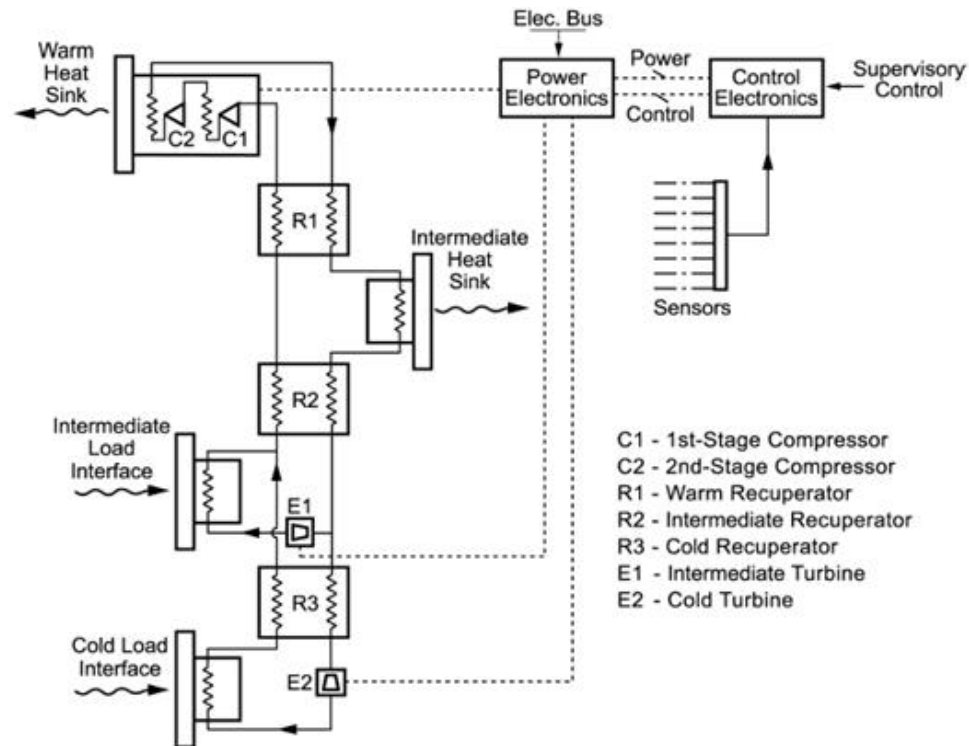 Elec. Bus
Warm
Heat
Sink
Power
Electronics
Power
Control
Control
Electronics
Supervisory
Control
C2
C1
R1
Intermediate
Heat
Sink
Sensors
R2
Intermediate
Load
Interface
E1
R3
Cold Load
Interface
E2
C1 - 1st-Stage Compressor
C2 - 2nd-Stage Compressor
R1 - Warm Recuperator
R2 - Intermediate Recuperator
R3 - Cold Recuperator
E1 - Intermediate Turbine
E2 - Cold Turbine